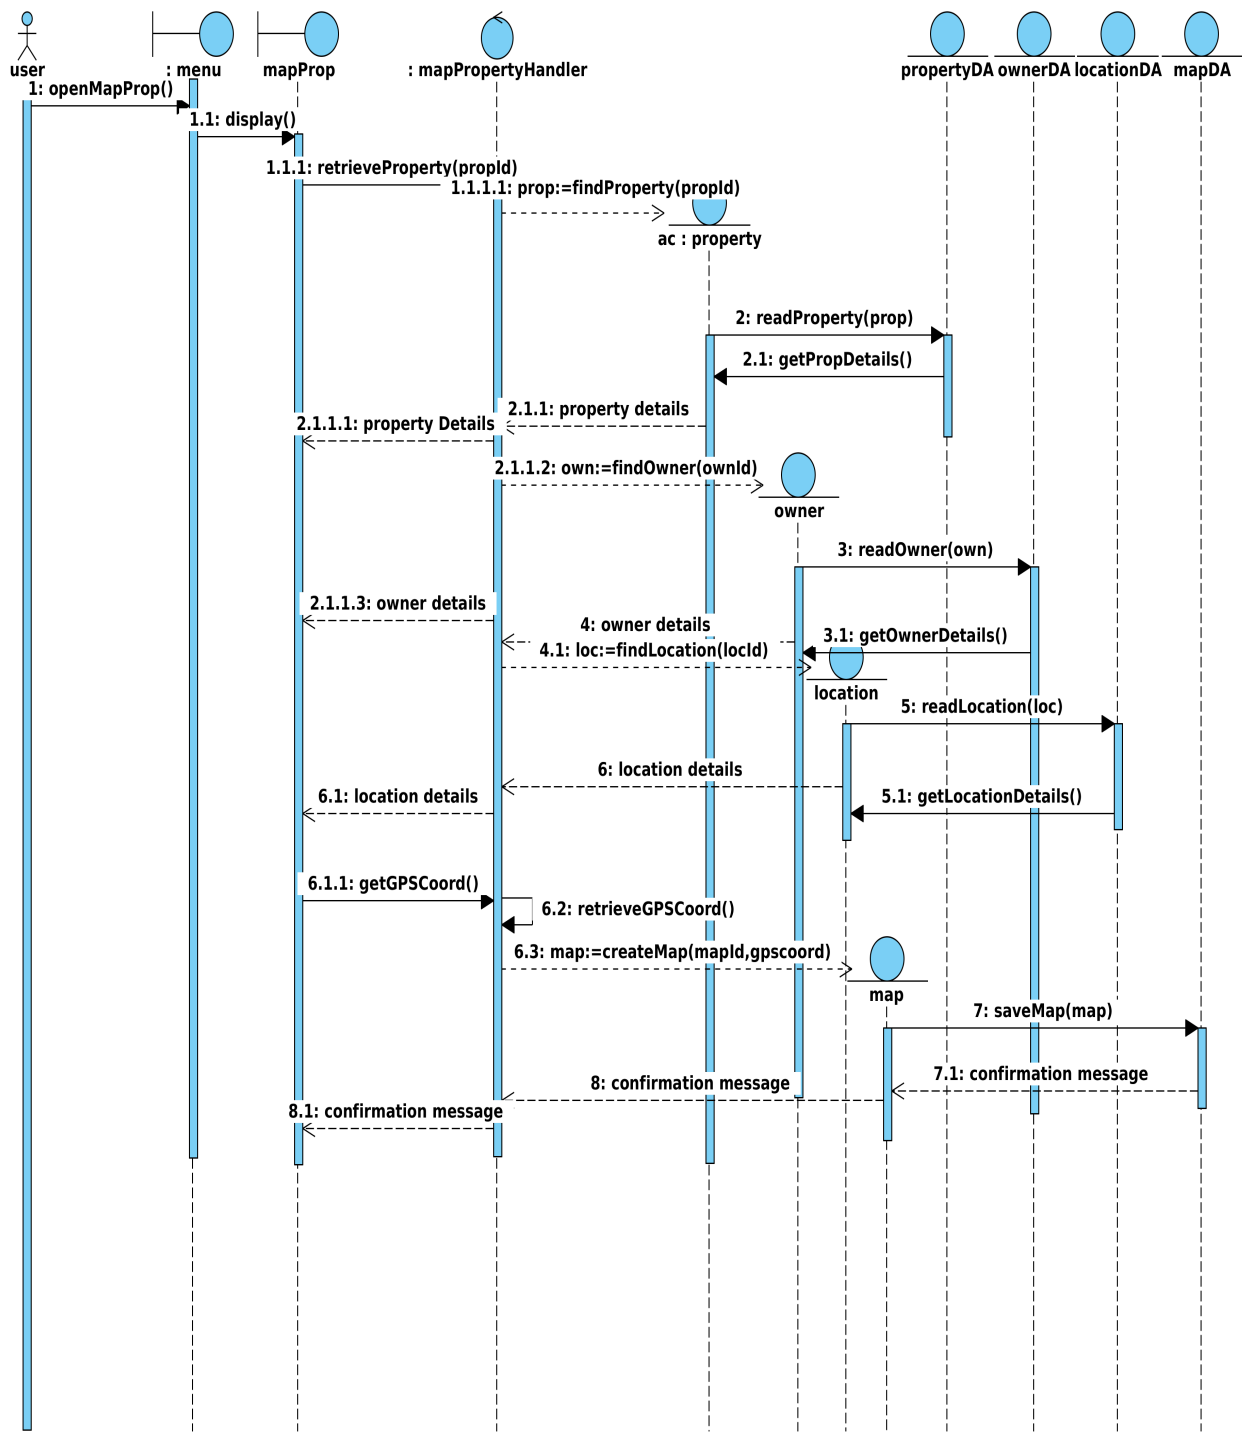 user
: menu
mapProp
: mapPropertyHandler
propertyDA
ownerDA
locationDA
mapDA
1: openMapProp()
1.1: display()
1.1.1: retrieveProperty(propId)
1.1.1.1: prop:=findProperty(propId)
ac : property
2: readProperty(prop)
2.1: getPropDetails()
2.1.1: property details
2.1.1.1: property Details
2.1.1.2: own:=findOwner(ownId)
owner
3: readOwner(own)
2.1.1.3: owner details
4: owner details
3.1: getOwnerDetails()
4.1: loc:=findLocation(locId)
location
5: readLocation(loc)
6: location details
6.1: location details
5.1: getLocationDetails()
6.1.1: getGPSCoord()
6.2: retrieveGPSCoord()
6.3: map:=createMap(mapId,gpscoord)
map
7: saveMap(map)
7.1: confirmation message
8: confirmation message
8.1: confirmation message